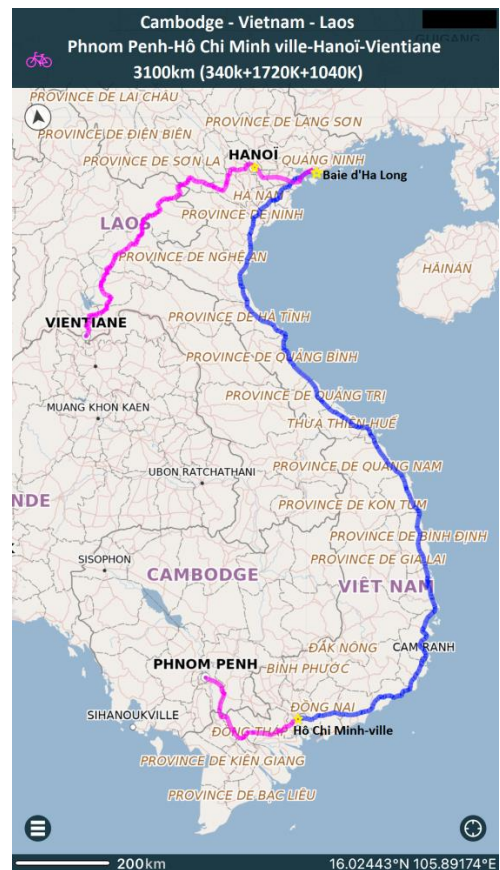 Cambodge - Vietnam - Laos
GUIGANG
Phnom Penh-Hô Chi Minh ville-Hanoï-Vientiane
3100km (340k+1720K+1040K)
PROVINCE DE LAI CHÂU
PROVINCE DE LẠNG SƠN
PROVINCE DE ĐIỆN BIÊN
HANOÏ
PROVINCE DE SƠN LA
QUẢNG NINH
Baie d'Ha Long
HÀ NAM
LAOS
PROVINCE DE NINH
PROVINCE DE NGHỆ AN
HĂINÁN
VIENTIANE
PROVINCE DE HÀ TĨNH
PROVINCE DE QUẢNG BÌNH
PROVINCE DE QUẢNG TRỊ
MUANG KHON KAEN
THỪA THIÊN-HUẾ
UBON RATCHATHANI
PROVINCE DE QUẢNG NAM
NDE
PROVINCE DE KON TUM
PROVINCE DE BÌNH ĐỊNH
SISOPHON
PROVINCE DE GIA LAI
CAMBODGE
VIÊT NAM
ĐẮK NÔNG
CAM RANH
PHNOM PENH
BÌNH PHƯỚC
ĐỒNG NAI
SIHANOUKVILLE
ĐỒNG THÁP
Hô Chi Minh-ville
PROVINCE DE KIÊN GIANG
PROVINCE DE BẠC LIÊU
200km
16.02443°N 105.89174°E